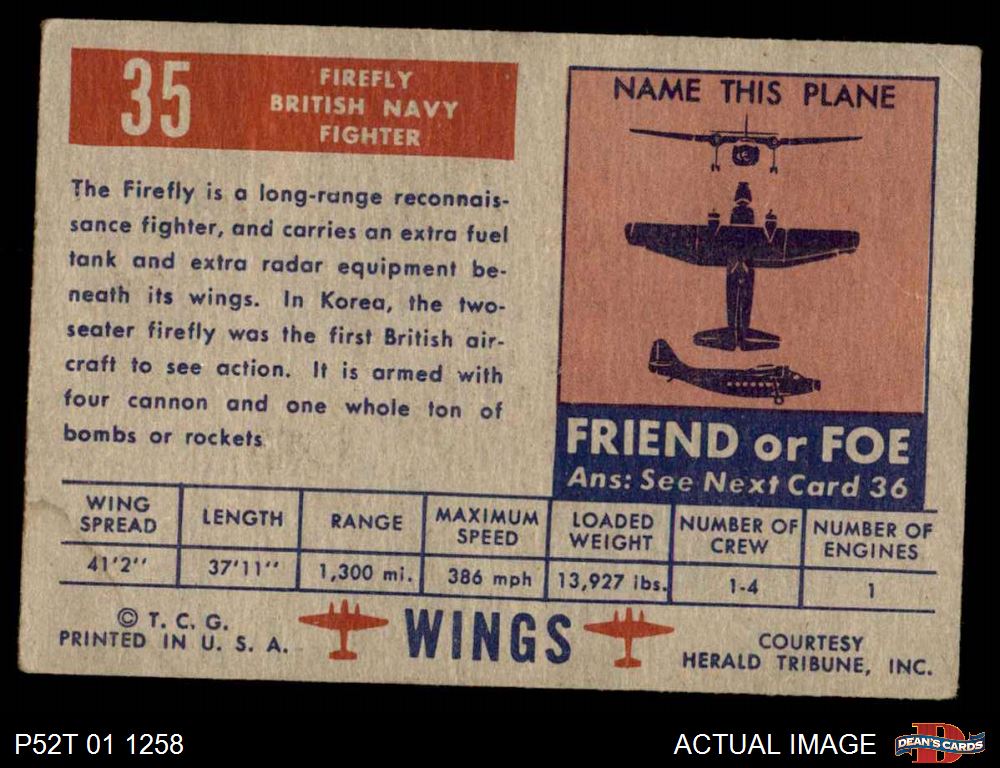 35
FIREFLY
BRITISH NAVY
FIGHTER
The Firefly is a long-range reconnais-
sance fighter, and carries an extra fuel
tank and extra radar equipment be-
neath its wings. In Korea, the two-
seater firefly was the first British air-
craft to see action. It is armed with
four cannon and one whole ton of
bombs or rockets
NAME THIS PLANE
FRIEND or FOE
Ans: See Next Card 36
WING SPREAD
LENGTH
RANGE
MAXIMUM SPEED
LOADED WEIGHT
NUMBER OF CREW
NUMBER OF ENGINES
41'2''
37'11''
1,300 mi.
386 mph
13,927 lbs.
1-4
1
© T. C. G.
PRINTED IN U. S. A.
WINGS
COURTESY
HERALD TRIBUNE, INC.
P52T 01 1258
ACTUAL IMAGE
D
DEAN'S CARDS